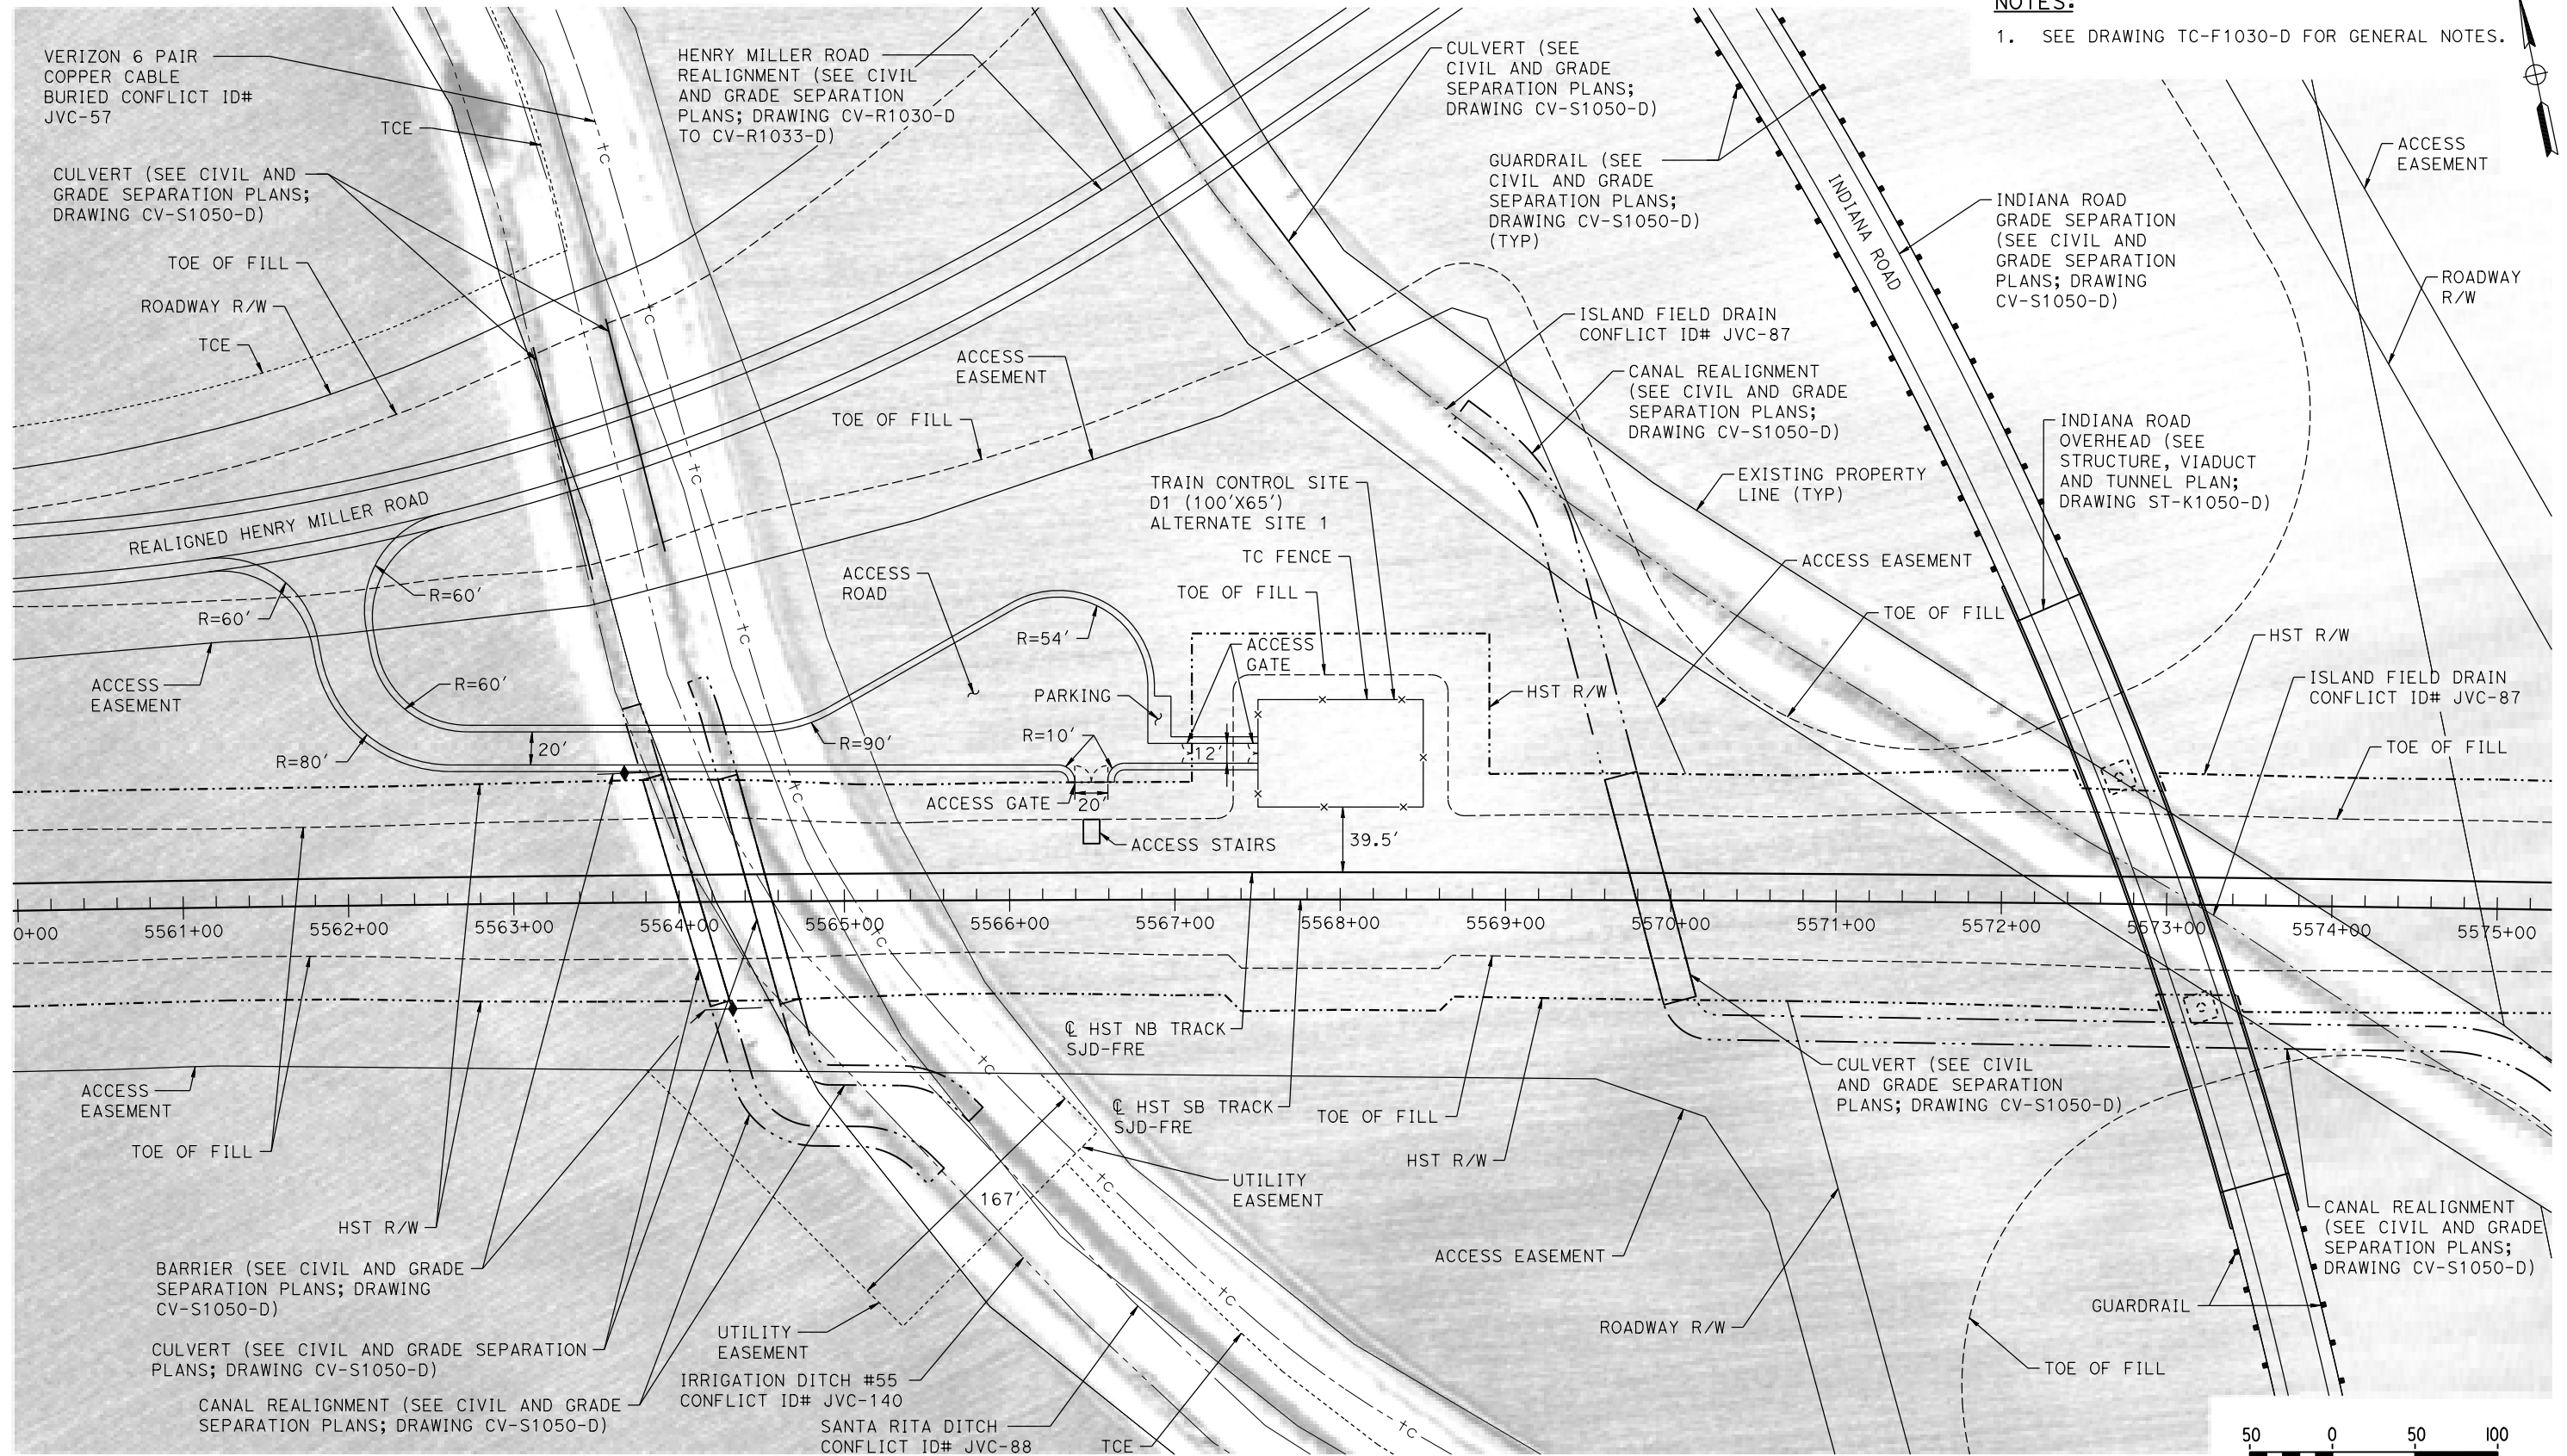 NOTES:
1. SEE DRAWING TC-F1030-D FOR GENERAL NOTES.
VERIZON 6 PAIR
COPPER CABLE
BURIED CONFLICT ID#
JVC-57
TCE
CULVERT (SEE CIVIL AND
GRADE SEPARATION PLANS;
DRAWING CV-S1050-D)
TOE OF FILL
ROADWAY R/W
TCE
HENRY MILLER ROAD
REALIGNMENT (SEE CIVIL
AND GRADE SEPARATION
PLANS; DRAWING CV-R1030-D
TO CV-R1033-D)
CULVERT (SEE
CIVIL AND GRADE
SEPARATION PLANS;
DRAWING CV-S1050-D)
GUARDRAIL (SEE
CIVIL AND GRADE
SEPARATION PLANS;
DRAWING CV-S1050-D)
(TYP)
INDIANA ROAD
INDIANA ROAD
GRADE SEPARATION
(SEE CIVIL AND
GRADE SEPARATION
PLANS; DRAWING
CV-S1050-D)
ACCESS
EASEMENT
ROADWAY
R/W
ISLAND FIELD DRAIN
CONFLICT ID# JVC-87
CANAL REALIGNMENT
(SEE CIVIL AND GRADE
SEPARATION PLANS;
DRAWING CV-S1050-D)
ACCESS
EASEMENT
TOE OF FILL
INDIANA ROAD
OVERHEAD (SEE
STRUCTURE, VIADUCT
AND TUNNEL PLAN;
DRAWING ST-K1050-D)
EXISTING PROPERTY
LINE (TYP)
TRAIN CONTROL SITE
D1 (100'X65')
ALTERNATE SITE 1
TC FENCE
TOE OF FILL
REALIGNED HENRY MILLER ROAD
R=60'
R=60'
ACCESS
ROAD
ACCESS EASEMENT
TOE OF FILL
R=54'
ACCESS
GATE
HST R/W
ISLAND FIELD DRAIN
CONFLICT ID# JVC-87
ACCESS
EASEMENT
R=60'
PARKING
HST R/W
R=80'
20'
R=90'
R=10'
12'
TOE OF FILL
ACCESS GATE
20'
ACCESS STAIRS
39.5'
tc
tc
tc
tc
tc
tc
tc
tc
tc
tc
tc
0+00
5561+00
5562+00
5563+00
5564+00
5565+00
5566+00
5567+00
5568+00
5569+00
5570+00
5571+00
5572+00
5573+00
5574+00
5575+00
℄ HST NB TRACK
SJD-FRE
℄ HST SB TRACK
SJD-FRE
TOE OF FILL
HST R/W
CULVERT (SEE CIVIL
AND GRADE SEPARATION
PLANS; DRAWING CV-S1050-D)
ACCESS
EASEMENT
TOE OF FILL
HST R/W
167'
UTILITY
EASEMENT
CANAL REALIGNMENT
(SEE CIVIL AND GRADE
SEPARATION PLANS;
DRAWING CV-S1050-D)
BARRIER (SEE CIVIL AND GRADE
SEPARATION PLANS; DRAWING
CV-S1050-D)
ACCESS EASEMENT
GUARDRAIL
ROADWAY R/W
TOE OF FILL
CULVERT (SEE CIVIL AND GRADE SEPARATION
PLANS; DRAWING CV-S1050-D)
UTILITY
EASEMENT
IRRIGATION DITCH #55
CONFLICT ID# JVC-140
CANAL REALIGNMENT (SEE CIVIL AND GRADE
SEPARATION PLANS; DRAWING CV-S1050-D)
SANTA RITA DITCH
CONFLICT ID# JVC-88
TCE
50 0 50 100